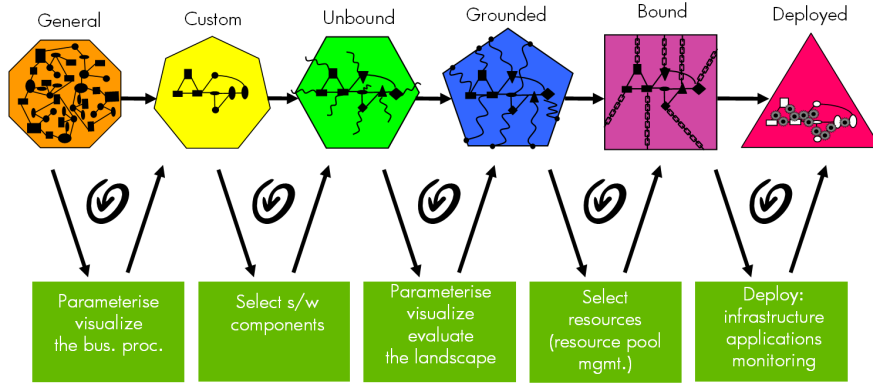 General
Custom
Unbound
Grounded
Bound
Deployed
Parameterise
visualize
the bus. proc.
Select s/w
components
Parameterise
visualize
evaluate
the landscape
Select
resources
(resource pool
mgmt.)
Deploy:
infrastructure
applications
monitoring